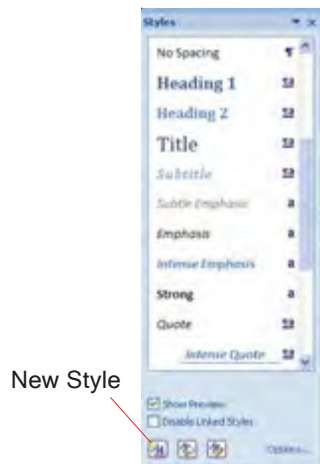 Styles
No Spacing ¶
Heading 1 ¶a
Heading 2 ¶a
Title ¶a
Subtitle ¶a
Subtle Emphasis a
Emphasis a
Intense Emphasis a
Strong a
Quote ¶a
Intense Quote ¶a
New Style
Show Preview
Disable Linked Styles
Options...